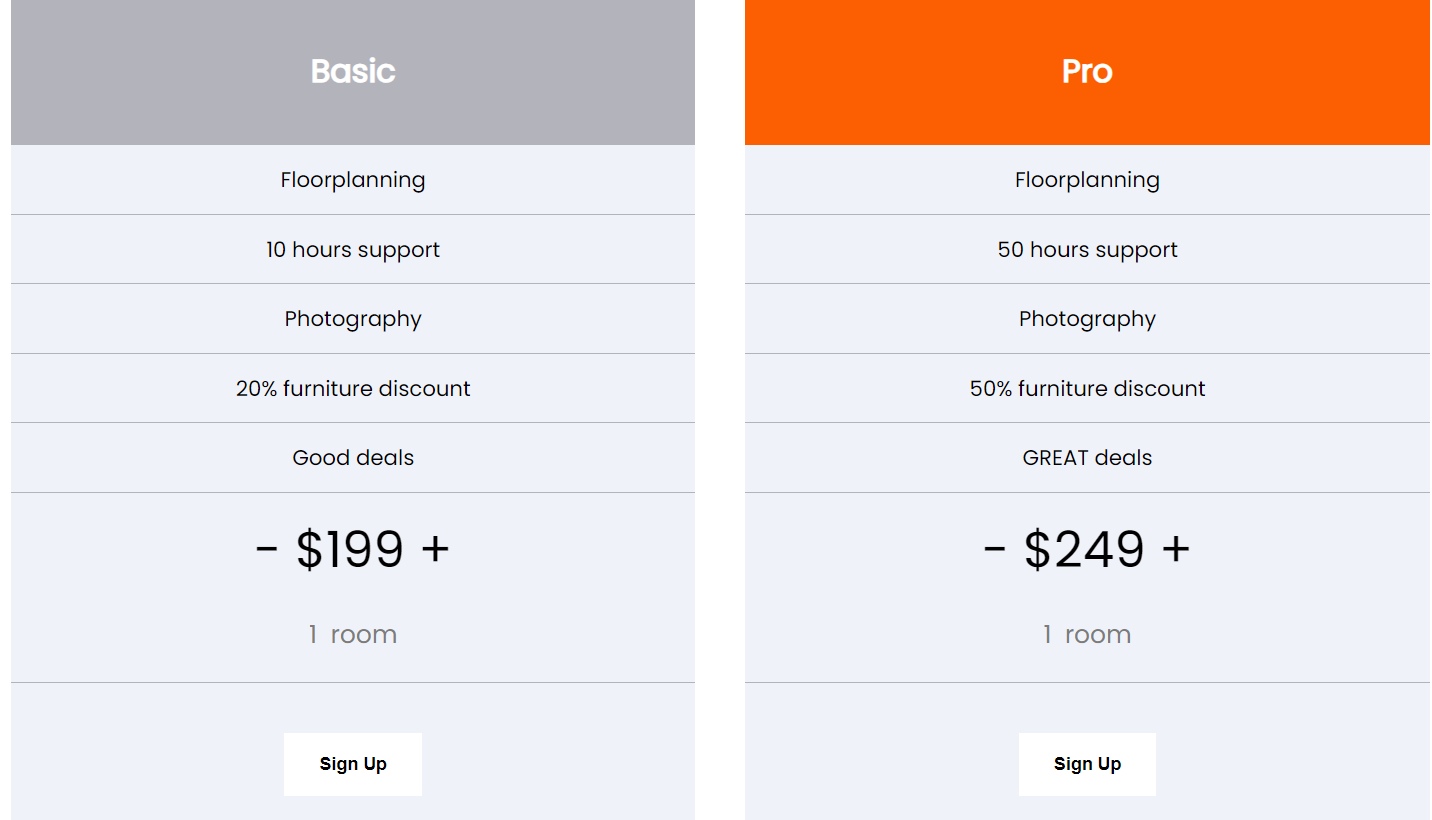 Basic
Floorplanning
10 hours support
Photography
20% furniture discount
Good deals
- $199 +
1 room
Sign Up
Pro
Floorplanning
50 hours support
Photography
50% furniture discount
GREAT deals
- $249 +
1 room
Sign Up